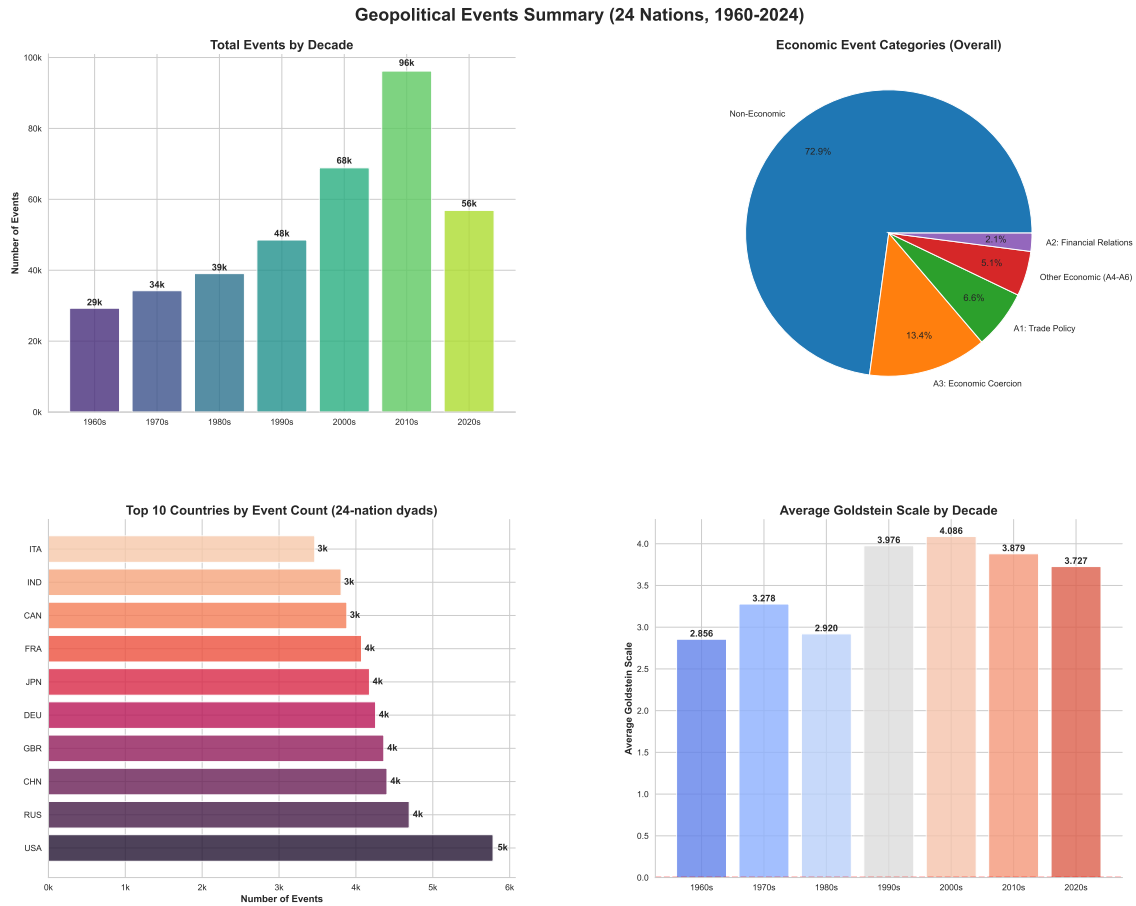 Geopolitical Events Summary (24 Nations, 1960-2024)
Total Events by Decade
Number of Events
100k
80k
60k
40k
20k
0k
29k
34k
39k
48k
68k
96k
56k
1960s
1970s
1980s
1990s
2000s
2010s
2020s
Economic Event Categories (Overall)
Non-Economic
72.9%
2.1%
A2: Financial Relations
5.1%
Other Economic (A4-A6)
6.6%
A1: Trade Policy
13.4%
A3: Economic Coercion
Top 10 Countries by Event Count (24-nation dyads)
ITA
3k
IND
3k
CAN
3k
FRA
4k
JPN
4k
DEU
4k
GBR
4k
CHN
4k
RUS
4k
USA
5k
0k
1k
2k
3k
4k
5k
6k
Number of Events
Average Goldstein Scale by Decade
Average Goldstein Scale
4.0
3.5
3.0
2.5
2.0
1.5
1.0
0.5
0.0
2.856
3.278
2.920
3.976
4.086
3.879
3.727
1960s
1970s
1980s
1990s
2000s
2010s
2020s